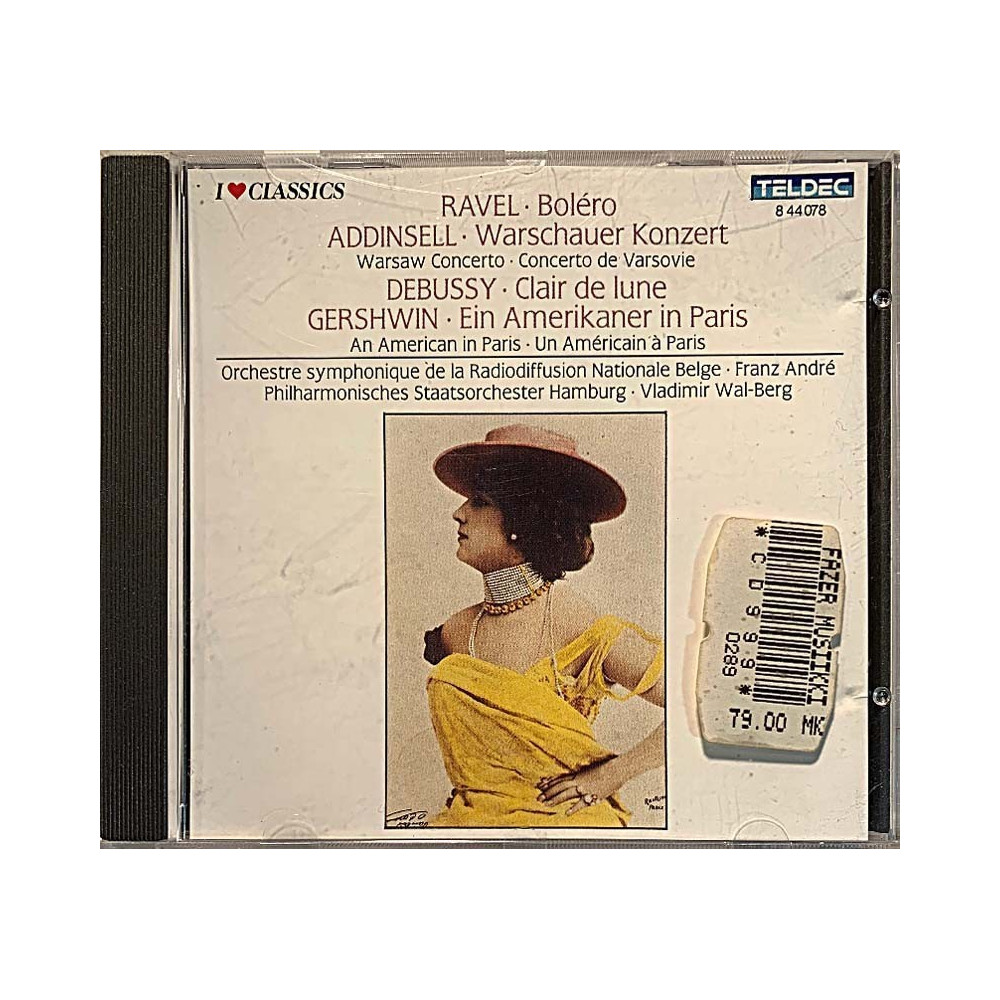 I♥CLASSICS
TELDEC
8 44078
RAVEL · Boléro
ADDINSELL · Warschauer Konzert
Warsaw Concerto · Concerto de Varsovie
DEBUSSY · Clair de lune
GERSHWIN · Ein Amerikaner in Paris
An American in Paris · Un Américain à Paris
Orchestre symphonique de la Radiodiffusion Nationale Belge · Franz André
Philharmonisches Staatsorchester Hamburg · Vladimir Wal-Berg
FAZER MUSIIKKI
*CD999*
0289
79.00 MK